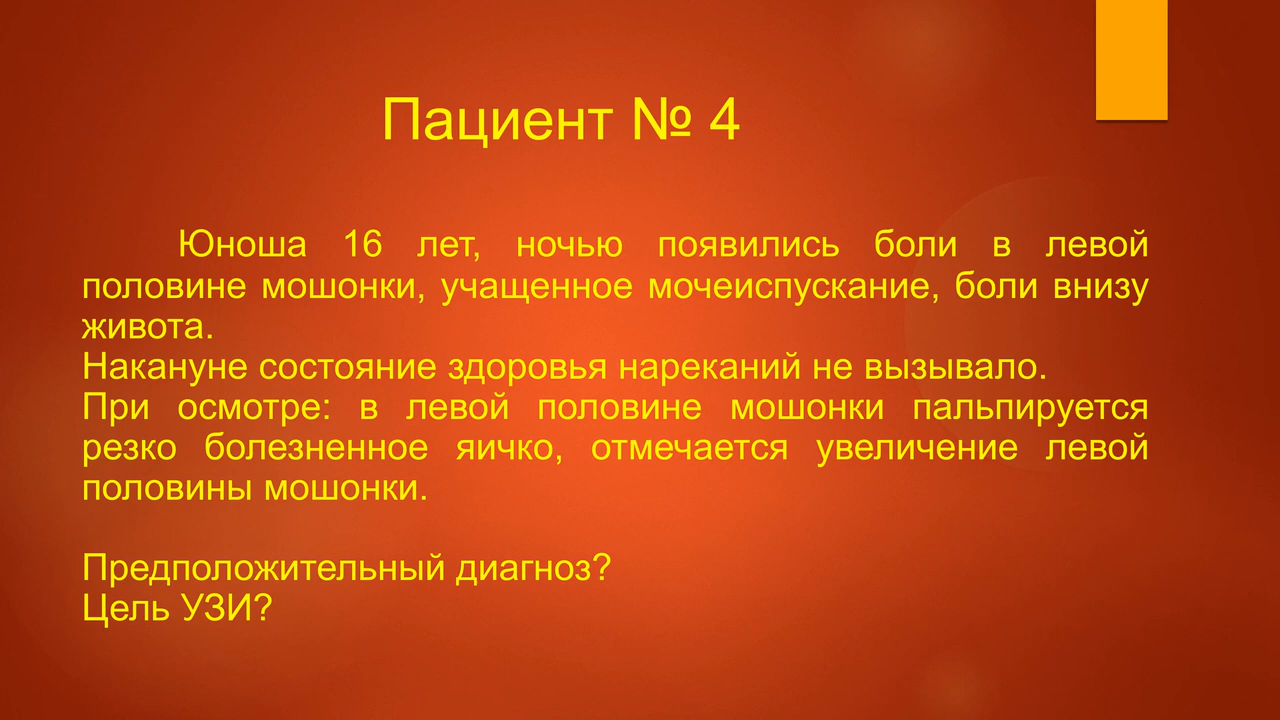 Пациент № 4
Юноша 16 лет, ночью появились боли в левой
половине мошонки, учащенное мочеиспускание, боли внизу
живота.
Накануне состояние здоровья нареканий не вызывало.
При осмотре: в левой половине мошонки пальпируется
резко болезненное яичко, отмечается увеличение левой
половины мошонки.
Предположительный диагноз?
Цель УЗИ?